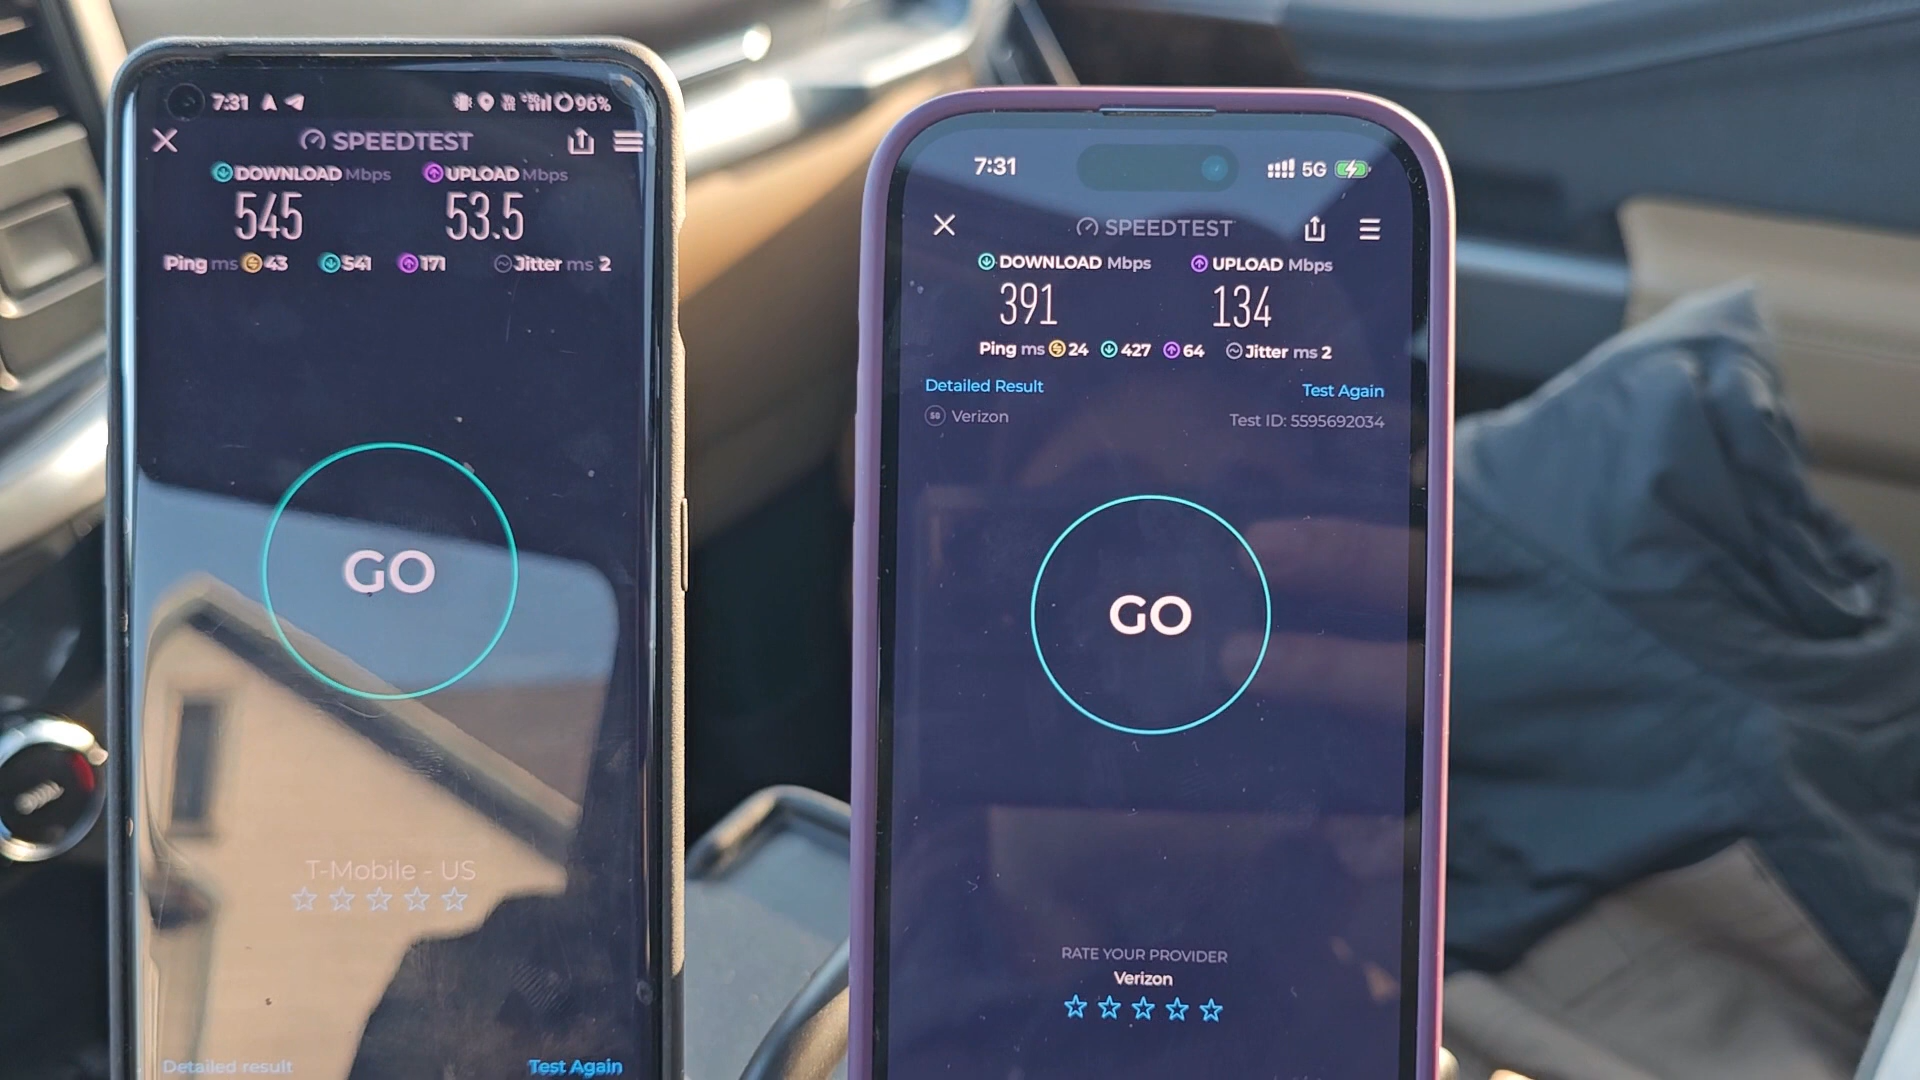 7:31 96%
SPEEDTEST
DOWNLOAD Mbps UPLOAD Mbps
545 53.5
Ping ms 43 541 171 Jitter ms 2
GO
T-Mobile - US
Detailed result Test Again
7:31 5G
SPEEDTEST
DOWNLOAD Mbps UPLOAD Mbps
391 134
Ping ms 24 427 64 Jitter ms 2
Detailed Result Test Again
Verizon Test ID: 5595692034
GO
RATE YOUR PROVIDER
Verizon